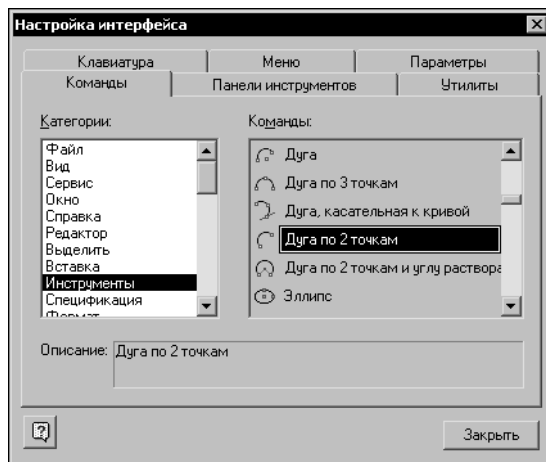 Настройка интерфейса
Клавиатура
Меню
Параметры
Команды
Панели инструментов
Утилиты
Категории:
Файл
Вид
Сервис
Окно
Справка
Редактор
Выделить
Вставка
Инструменты
Спецификация
Формат
Команды:
Дуга
Дуга по 3 точкам
Дуга, касательная к кривой
Дуга по 2 точкам
Дуга по 2 точкам и углу раствора
Эллипс
Описание:
Дуга по 2 точкам
Закрыть